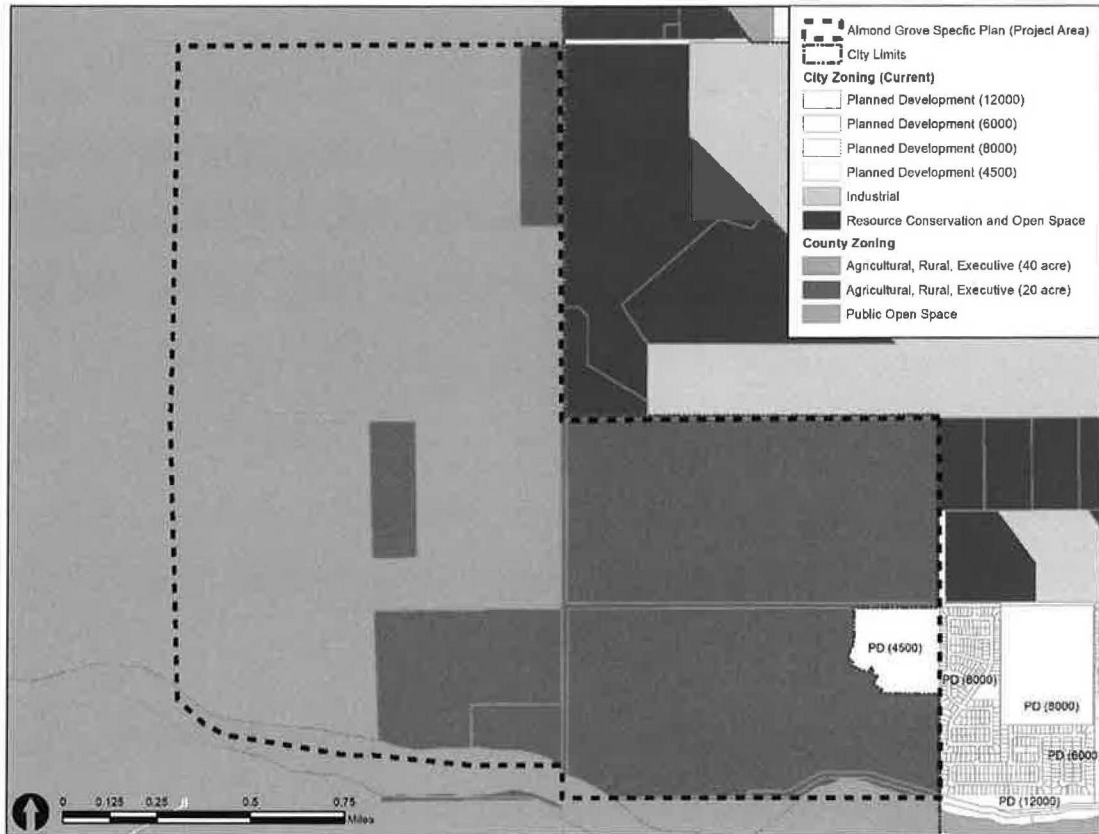 Almond Grove Specfic Plan (Project Area)
City Limits
City Zoning (Current)
Planned Development (12000)
Planned Development (6000)
Planned Development (8000)
Planned Development (4500)
Industrial
Resource Conservation and Open Space
County Zoning
Agricultural, Rural, Executive (40 acre)
Agricultural, Rural, Executive (20 acre)
Public Open Space
PD (4500)
PD (6000)
PD (8000)
PD (6000)
PD (12000)
0 0.125 0.25 0.5 0.75
Miles